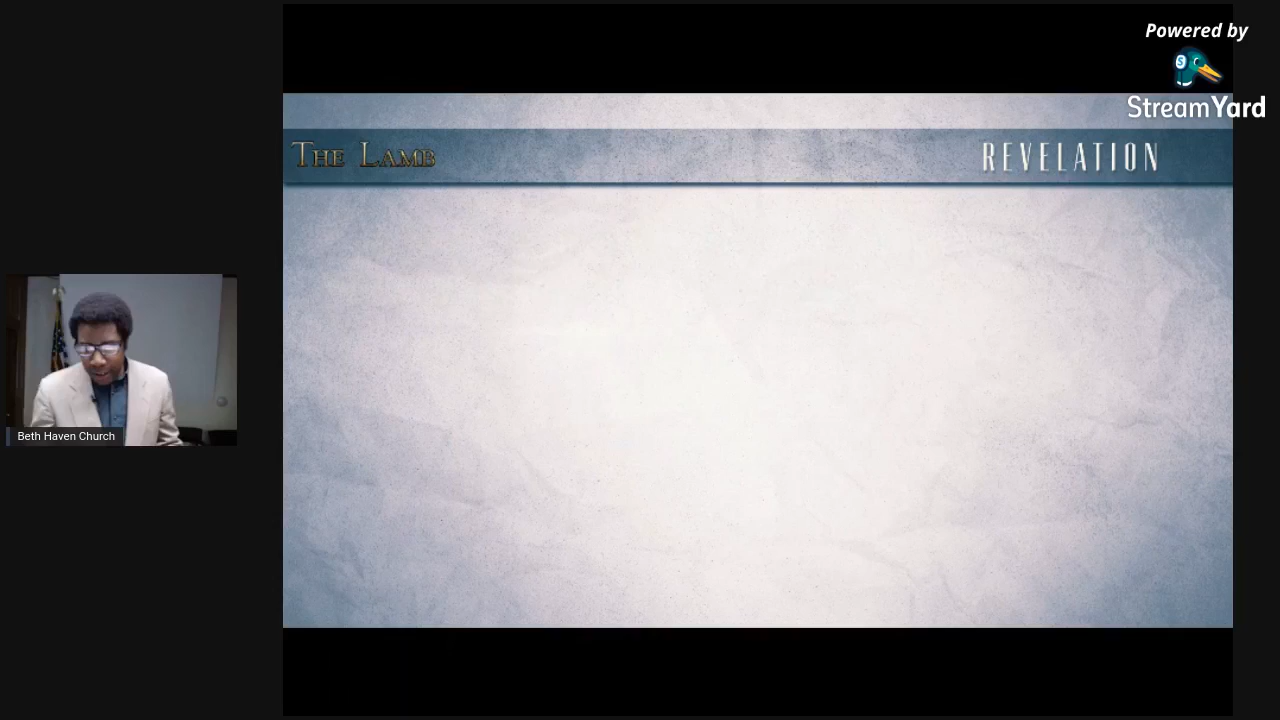 Powered by
StreamYard
The Lamb
REVELATION
Beth Haven Church